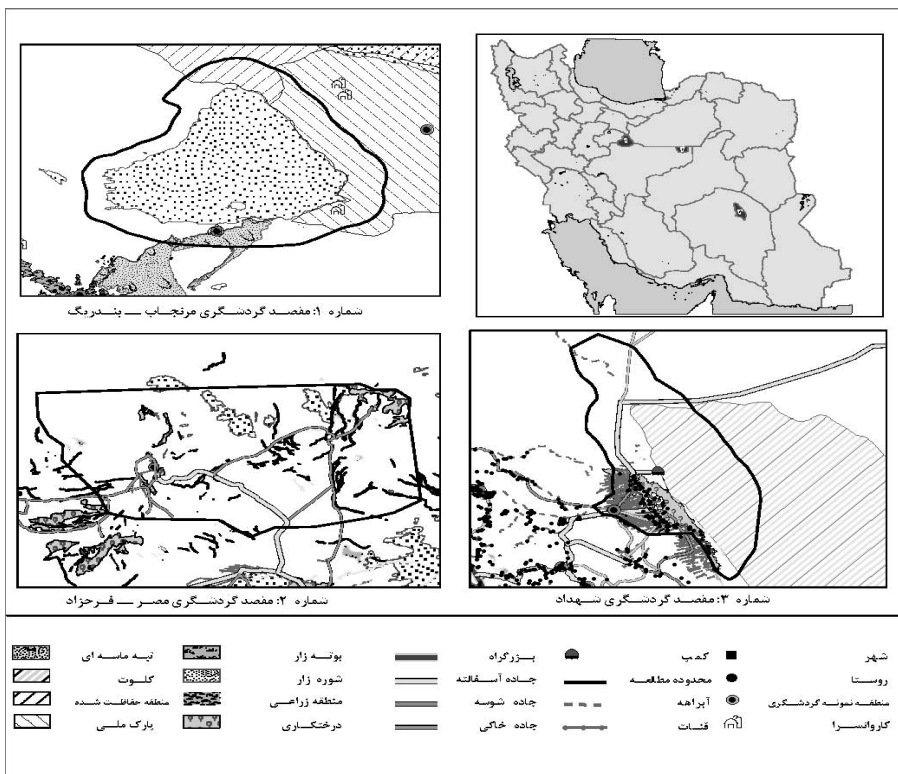 شماره ۱: مقصد گردشگری مرنجاب ــ بندریگ
شماره ۲: مقصد گردشگری مصر ــ فرحزاد
شماره ۳: مقصد گردشگری شهداد
شهر
کمپ
بزرگراه
بوته زار
تپه ماسه ای
روستا
محدوده مطالعه
جاده آسفالته
شوره زار
کلوت
منطقه نمونه گردشگری
آبراهه
جاده شوسه
منطقه زراعی
منطقه حفاظت شده
کاروانسرا
قنات
جاده خاکی
درختکاری
پارک ملی